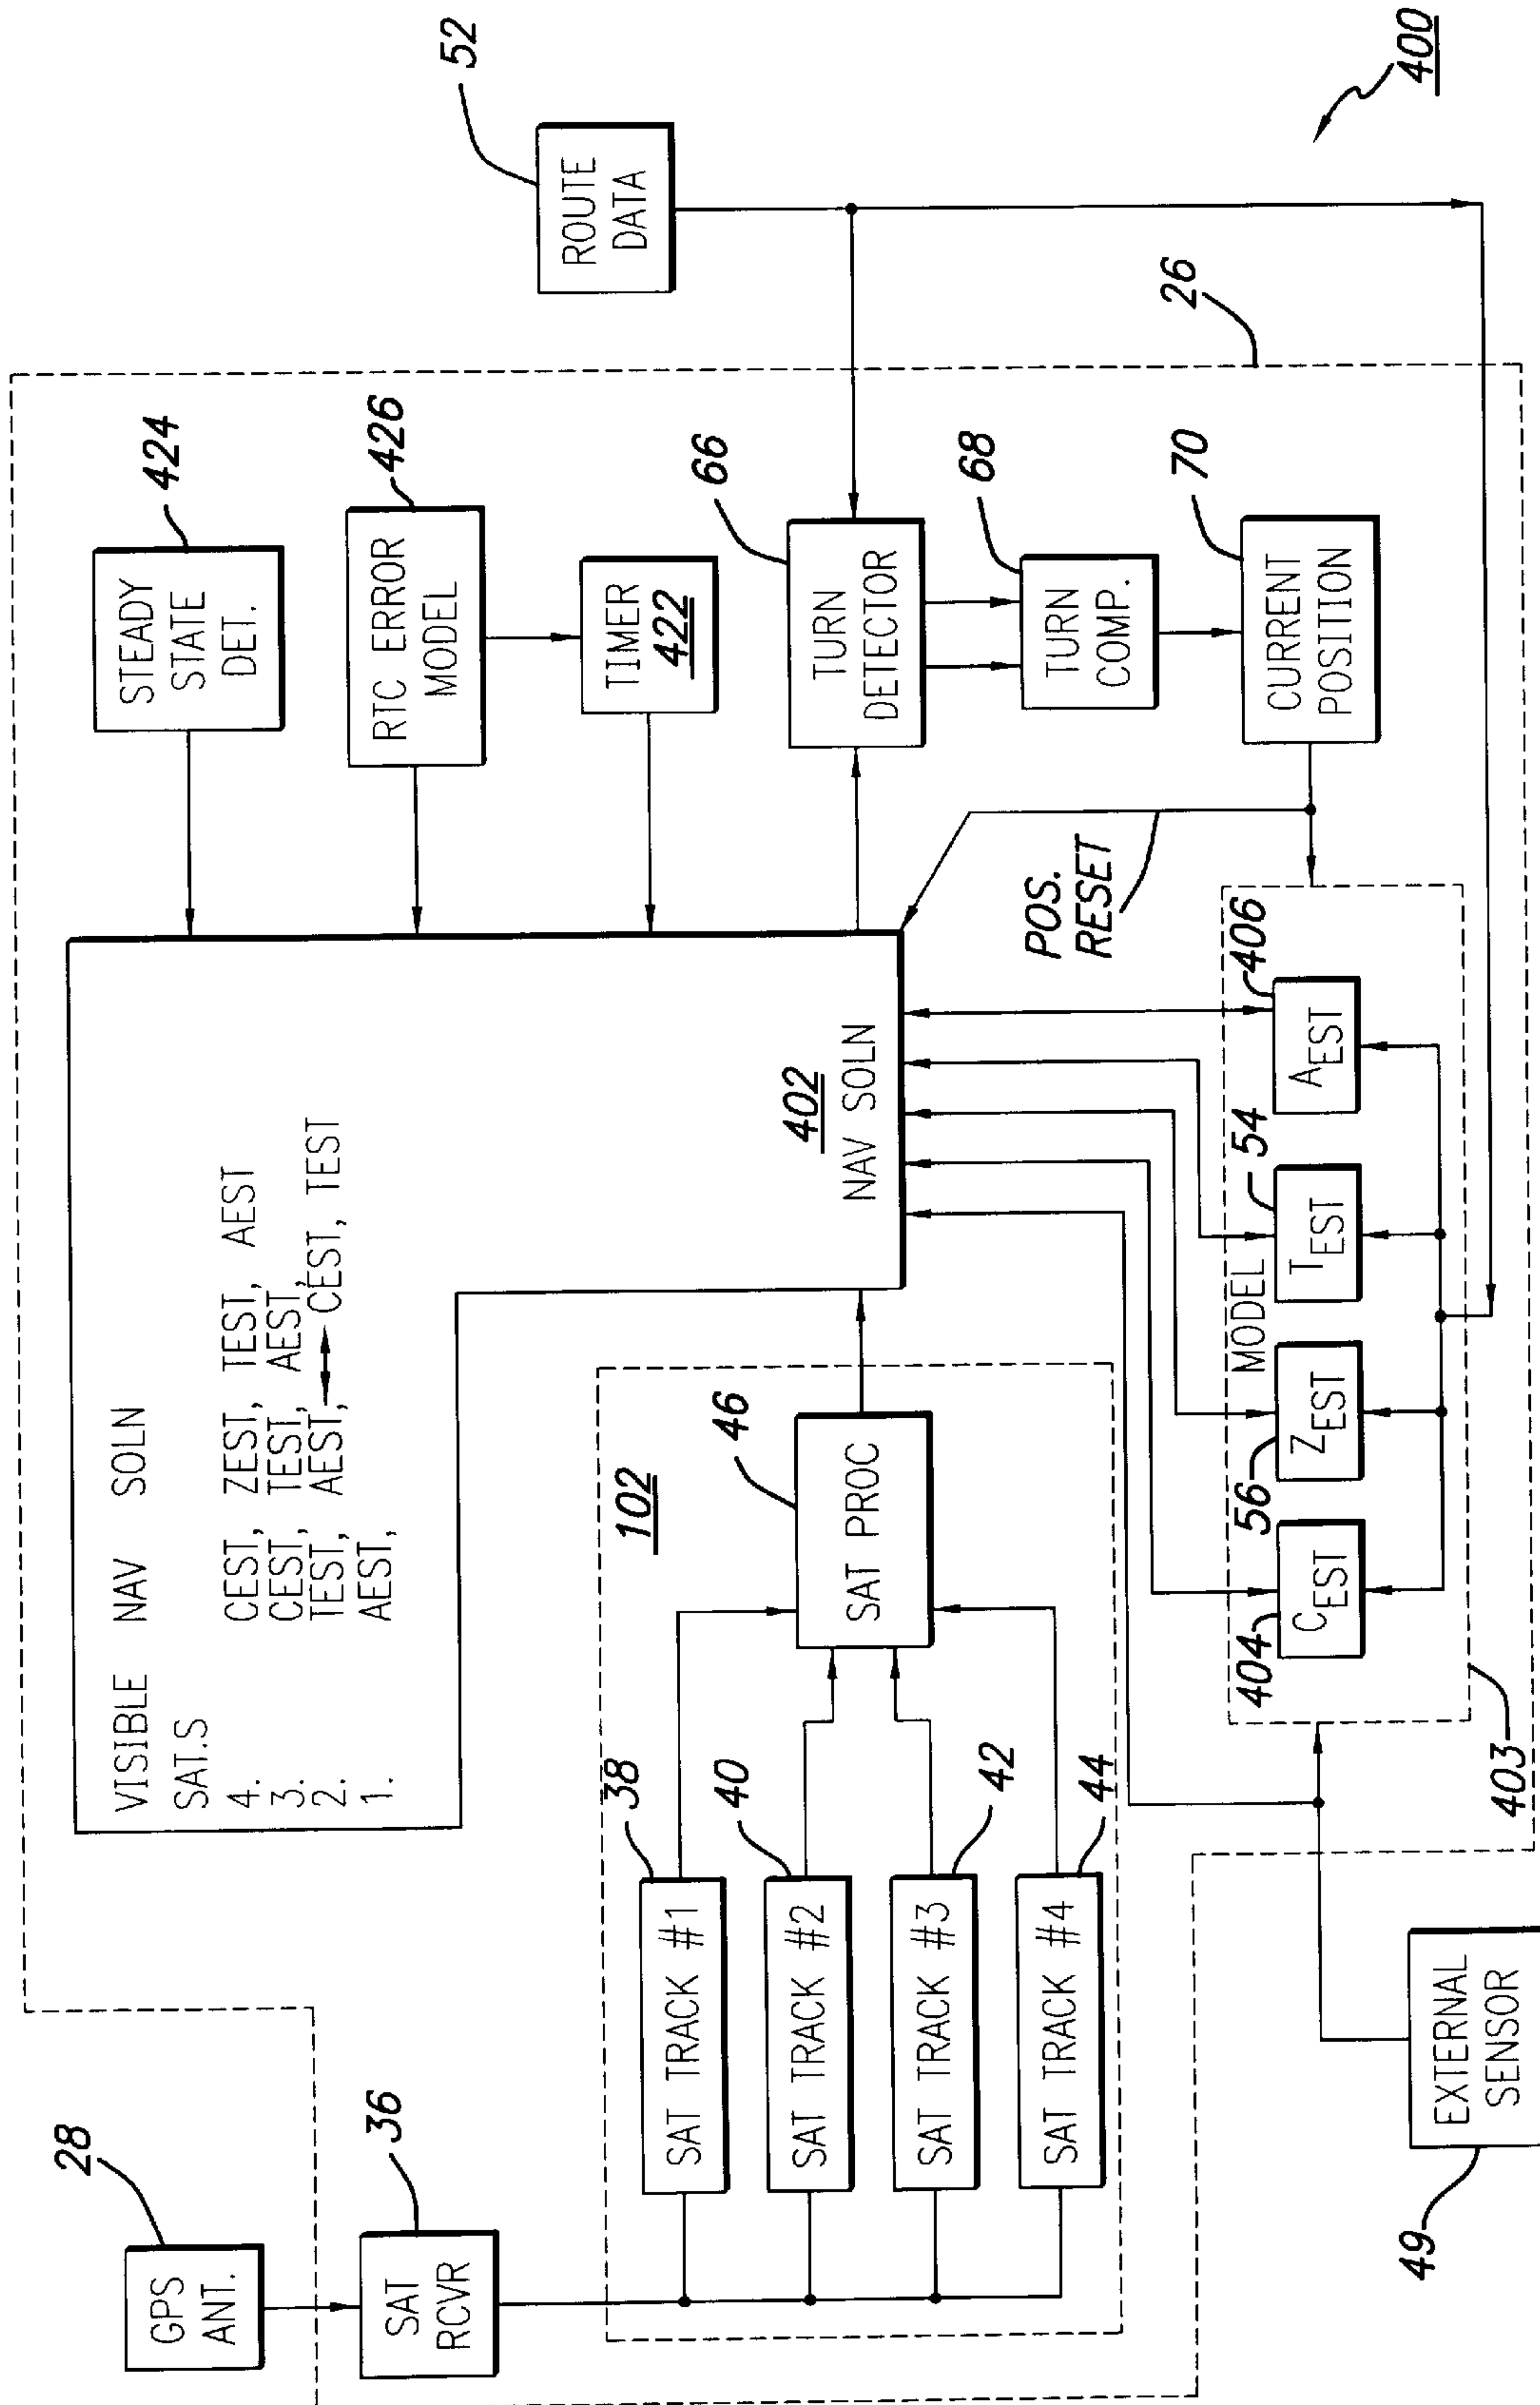 28
GPS
ANT.
36
SAT
RCVR
VISIBLE NAV SOLN
SAT.S
4. CEST, ZEST, TEST, AEST
3. CEST, TEST, AEST,
2. TEST, AEST, CEST, TEST
1. AEST,
402
NAV SOLN
STEADY
STATE
DET.
424
RTC ERROR
MODEL
426
TIMER
422
52
ROUTE
DATA
102
38
SAT TRACK #1
40
SAT TRACK #2
42
SAT TRACK #3
44
SAT TRACK #4
46
SAT PROC
66
TURN
DETECTOR
68
TURN
COMP.
70
CURRENT
POSITION
POS.
RESET
26
MODEL
404
CEST
56
ZEST
54
TEST
406
AEST
403
49
EXTERNAL
SENSOR
400